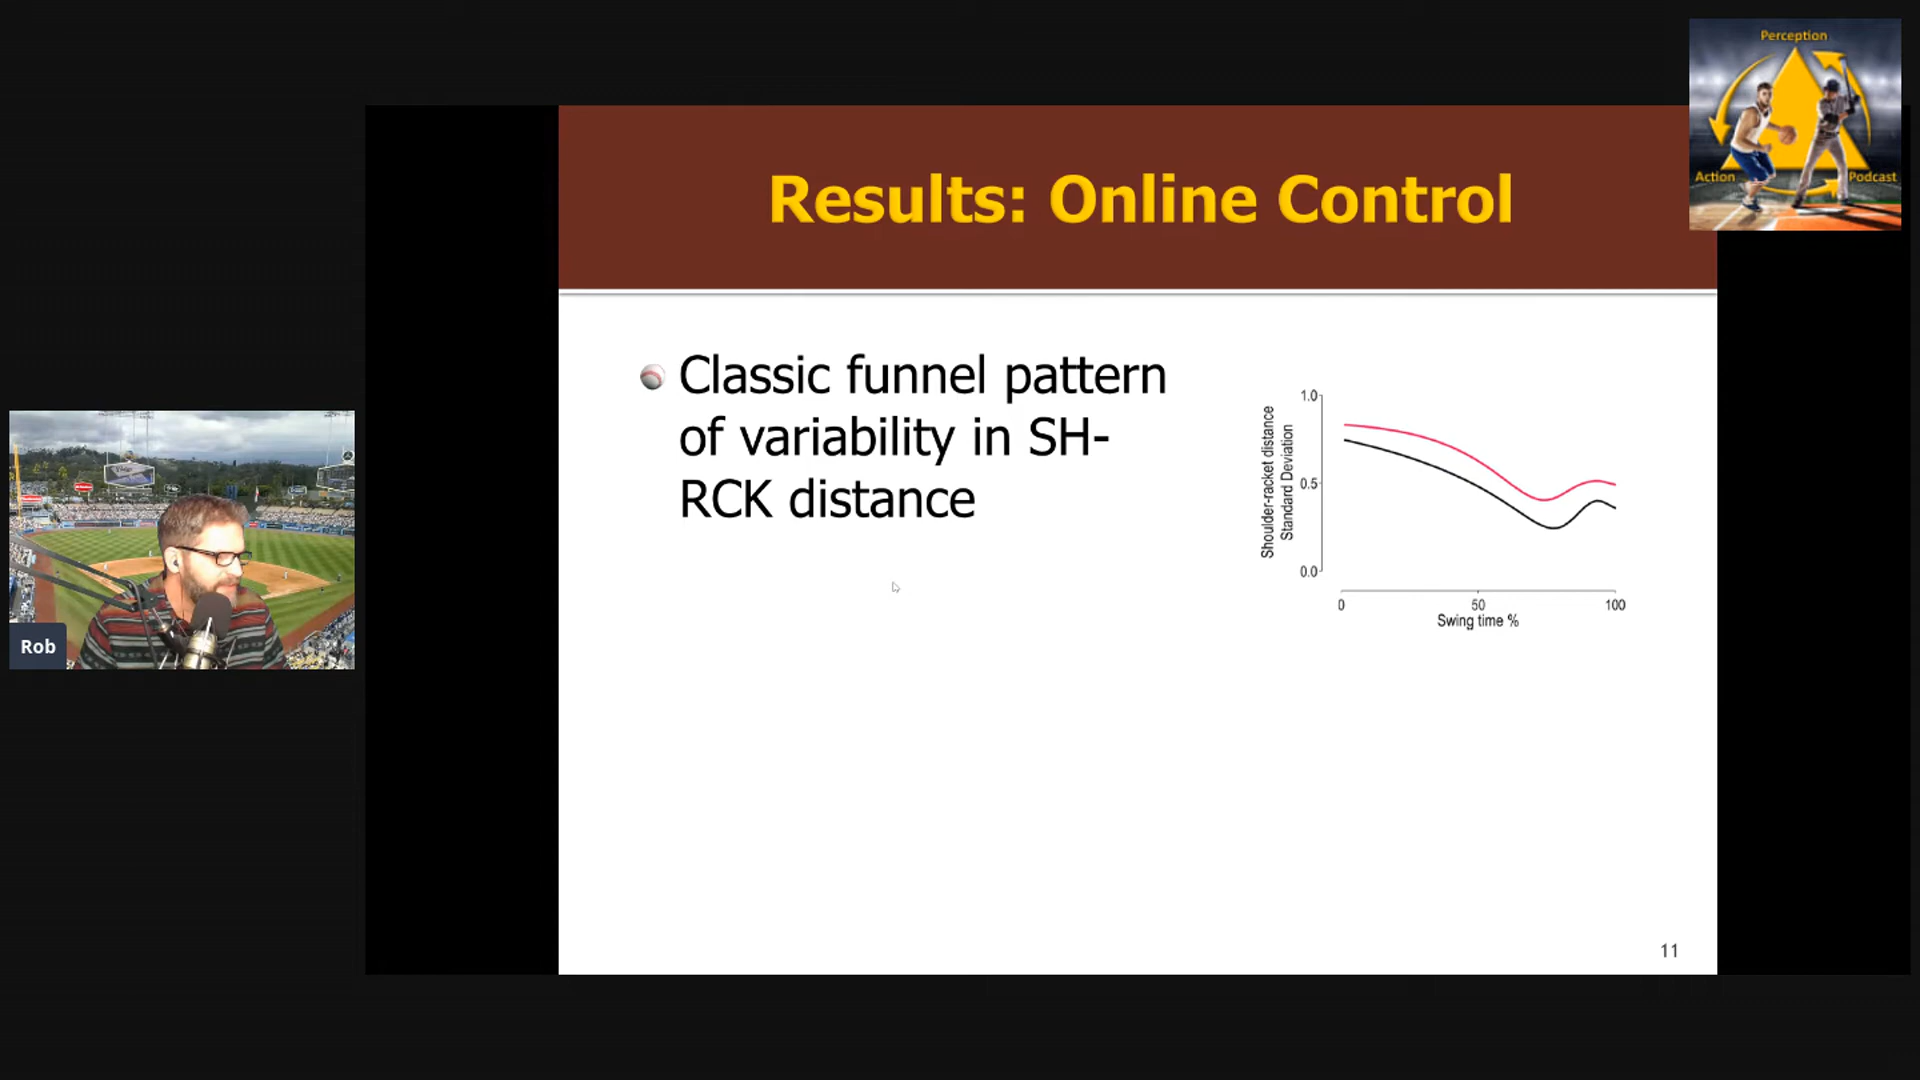 Perception
Action
Podcast
Results: Online Control
Classic funnel pattern
of variability in SH-
RCK distance
Shoulder-racket distance
Standard Deviation
1.0
0.5
0.0
0
50
100
Swing time %
Rob
11